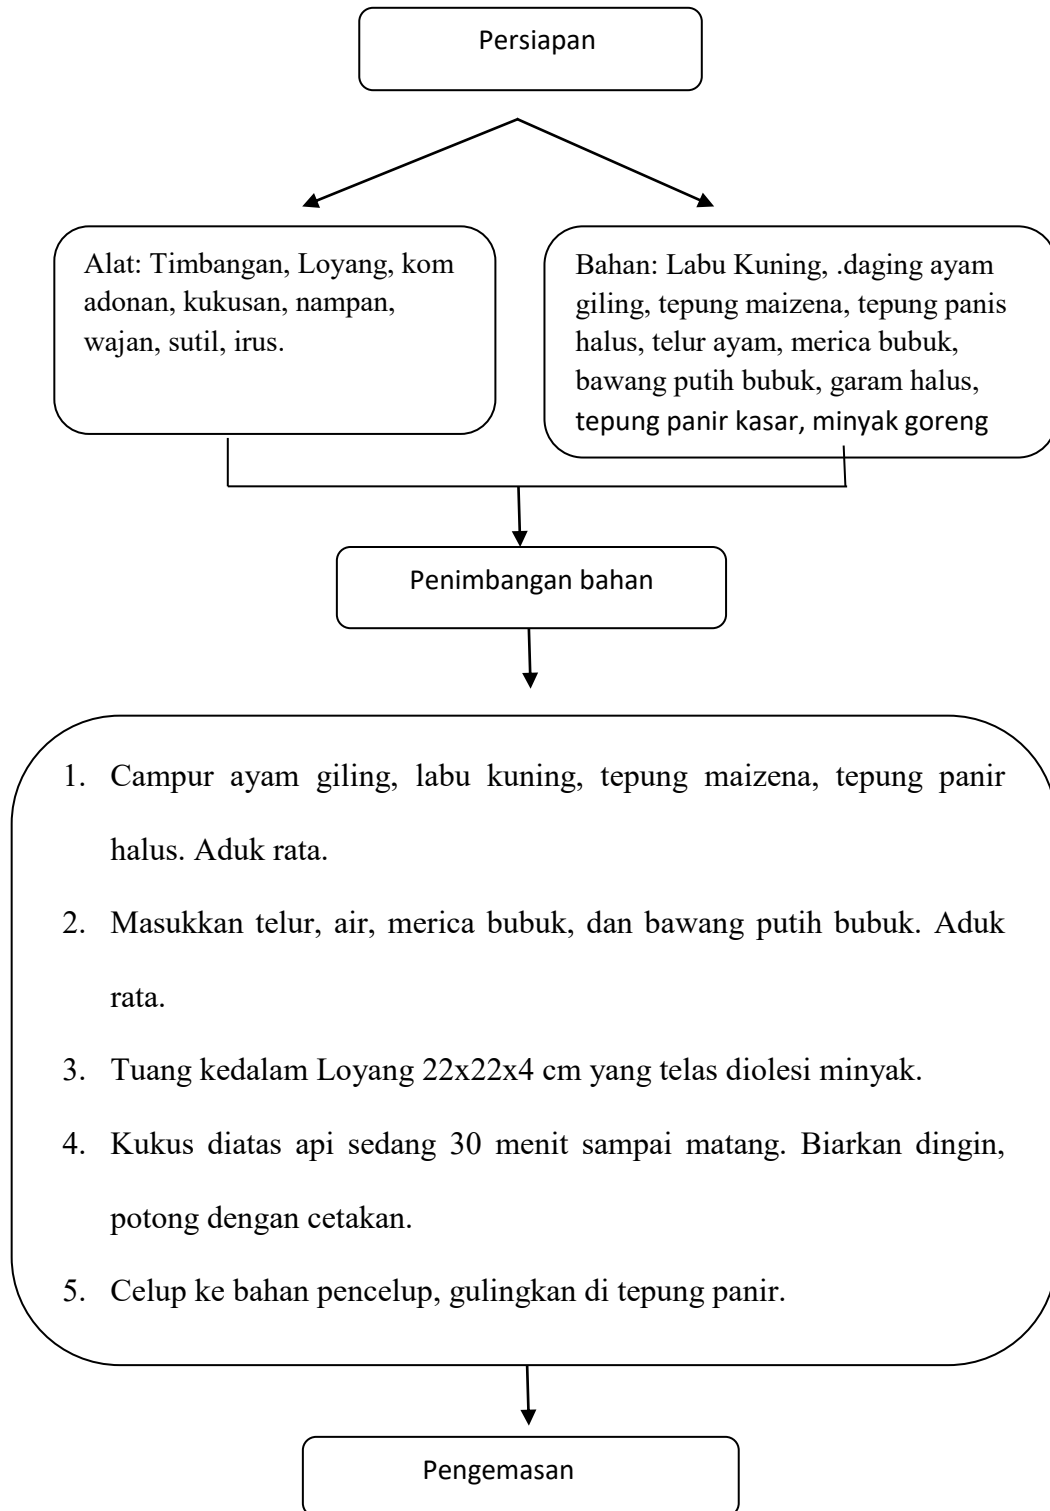 Persiapan
Alat: Timbangan, Loyang, kom
adonan, kukusan, nampan,
wajan, sutil, irus.
Bahan: Labu Kuning, .daging ayam
giling, tepung maizena, tepung panis
halus, telur ayam, merica bubuk,
bawang putih bubuk, garam halus,
tepung panir kasar, minyak goreng
Penimbangan bahan
1. Campur ayam giling, labu kuning, tepung maizena, tepung panir
halus. Aduk rata.
2. Masukkan telur, air, merica bubuk, dan bawang putih bubuk. Aduk
rata.
3. Tuang kedalam Loyang 22x22x4 cm yang telas diolesi minyak.
4. Kukus diatas api sedang 30 menit sampai matang. Biarkan dingin,
potong dengan cetakan.
5. Celup ke bahan pencelup, gulingkan di tepung panir.
Pengemasan